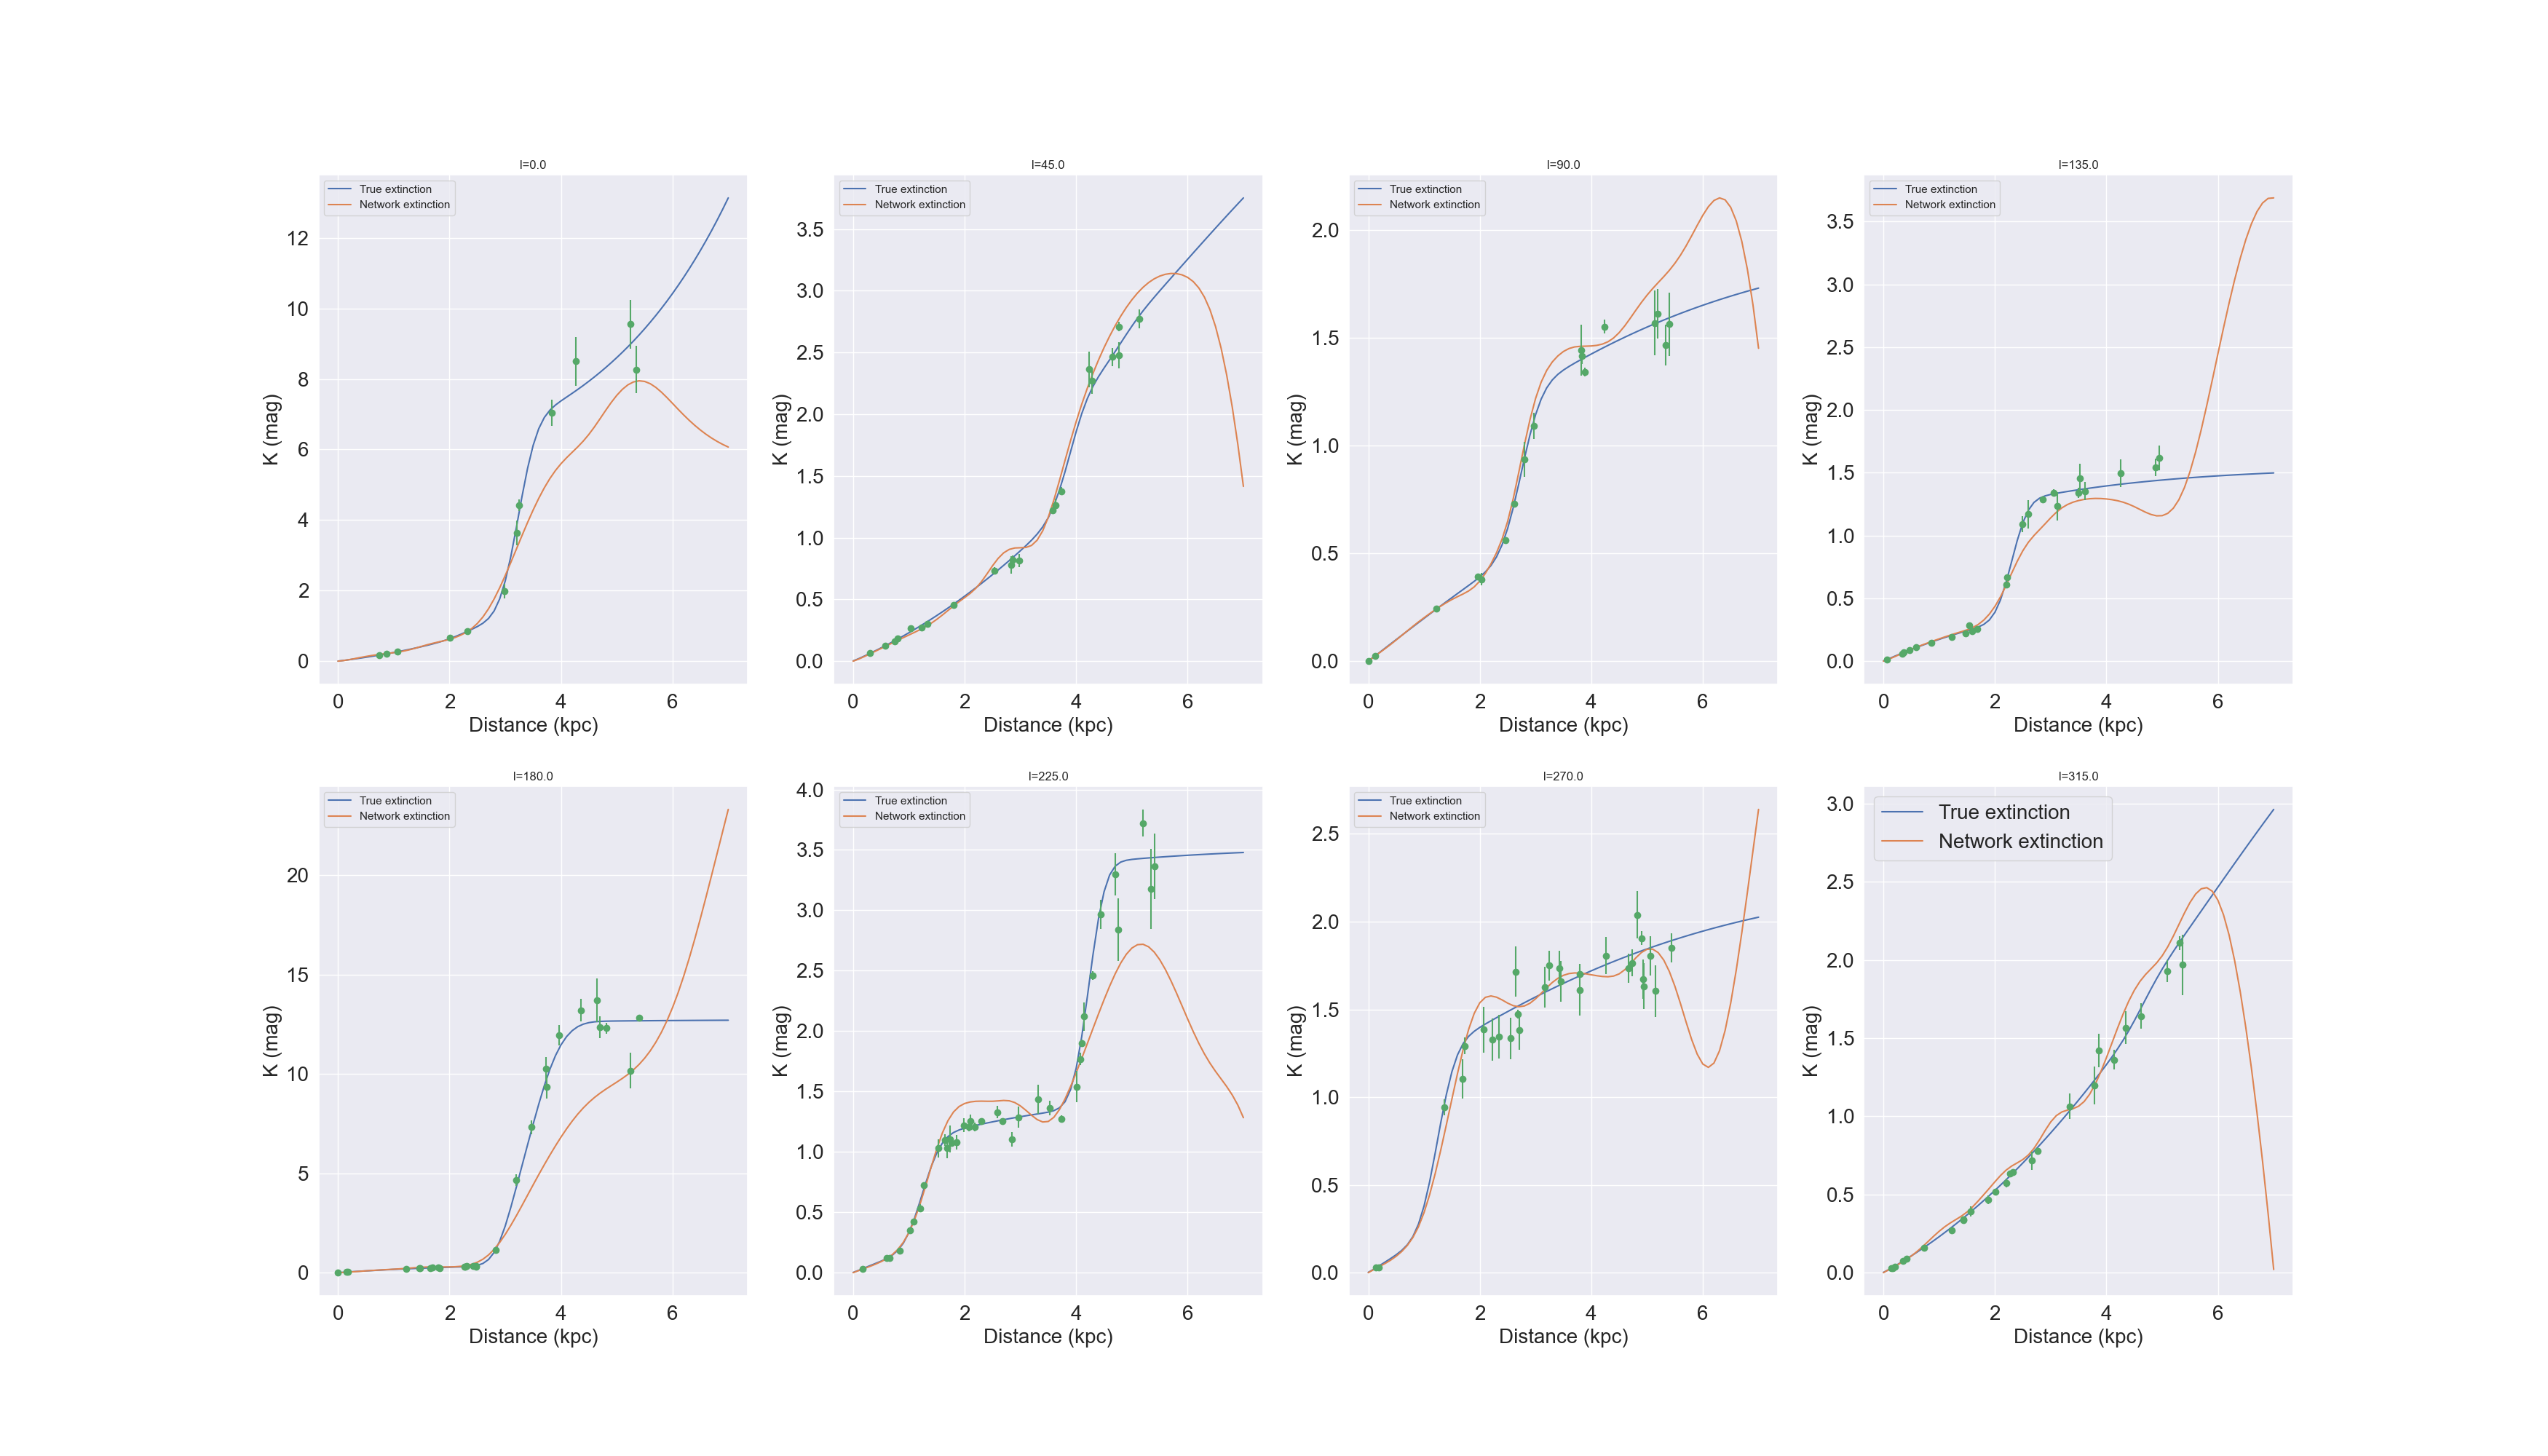 l=0.0
True extinction
Network extinction
12
10
8
6
4
2
0
K (mag)
0 2 4 6
Distance (kpc)
l=45.0
True extinction
Network extinction
3.5
3.0
2.5
2.0
1.5
1.0
0.5
0.0
K (mag)
0 2 4 6
Distance (kpc)
l=90.0
True extinction
Network extinction
2.0
1.5
1.0
0.5
0.0
K (mag)
0 2 4 6
Distance (kpc)
l=135.0
True extinction
Network extinction
3.5
3.0
2.5
2.0
1.5
1.0
0.5
0.0
K (mag)
0 2 4 6
Distance (kpc)
l=180.0
True extinction
Network extinction
20
15
10
5
0
K (mag)
0 2 4 6
Distance (kpc)
l=225.0
True extinction
Network extinction
4.0
3.5
3.0
2.5
2.0
1.5
1.0
0.5
0.0
K (mag)
0 2 4 6
Distance (kpc)
l=270.0
True extinction
Network extinction
2.5
2.0
1.5
1.0
0.5
0.0
K (mag)
0 2 4 6
Distance (kpc)
l=315.0
True extinction
Network extinction
3.0
2.5
2.0
1.5
1.0
0.5
0.0
K (mag)
0 2 4 6
Distance (kpc)